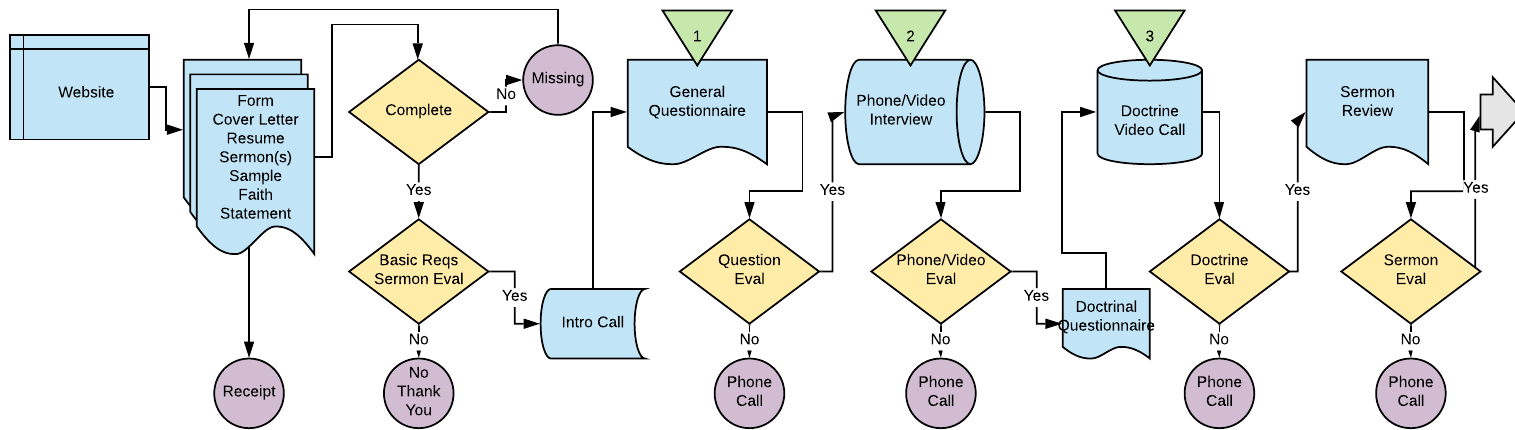 Website
Form
Cover Letter
Resume
Sermon(s)
Sample
Faith
Statement
Receipt
Complete
No
Missing
Yes
Basic Reqs
Sermon Eval
Yes
No
No
Thank
You
Intro Call
1
General
Questionnaire
Question
Eval
Yes
No
Phone
Call
2
Phone/Video
Interview
Phone/Video
Eval
Yes
No
Phone
Call
Doctrinal
Questionnaire
3
Doctrine
Video Call
Doctrine
Eval
Yes
No
Phone
Call
Sermon
Review
Yes
Sermon
Eval
No
Phone
Call